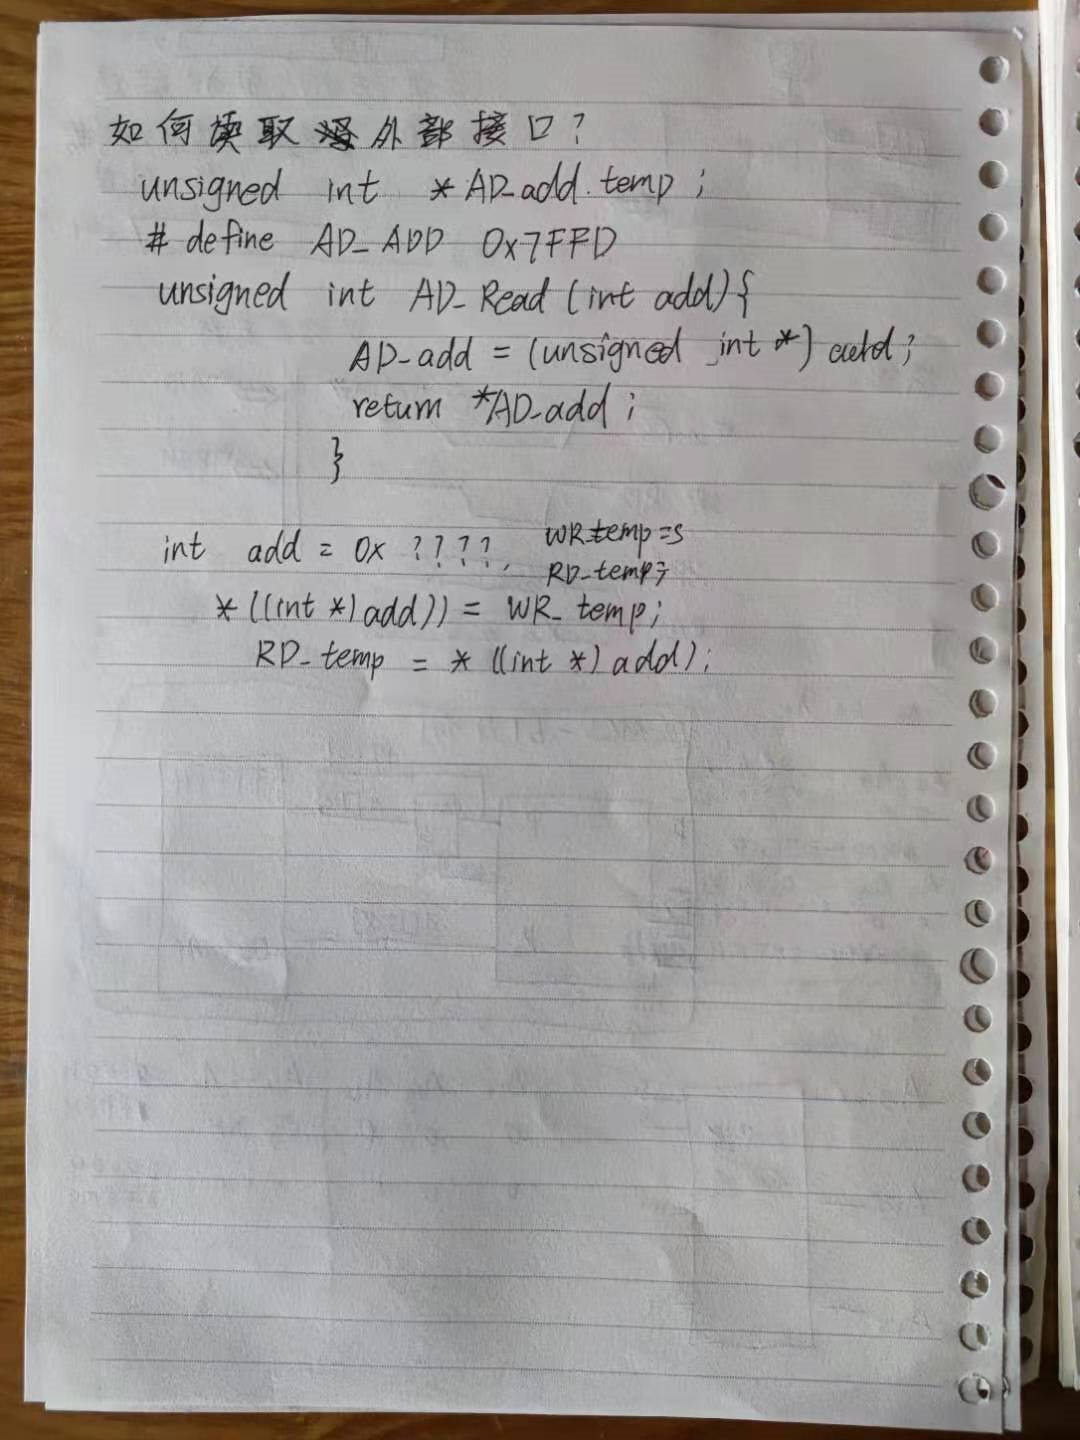 如何读取外部接口？
unsigned int *AD_add.temp;
# define AD_ADD 0x7FFD
unsigned int AD_Read (int add){
AD_add = (unsigned int *) add;
return *AD_add;
}
int add = 0x ????,
WR_temp=5
RD_temp;
*((int *) add)) = WR_temp;
RD_temp = *((int *) add);